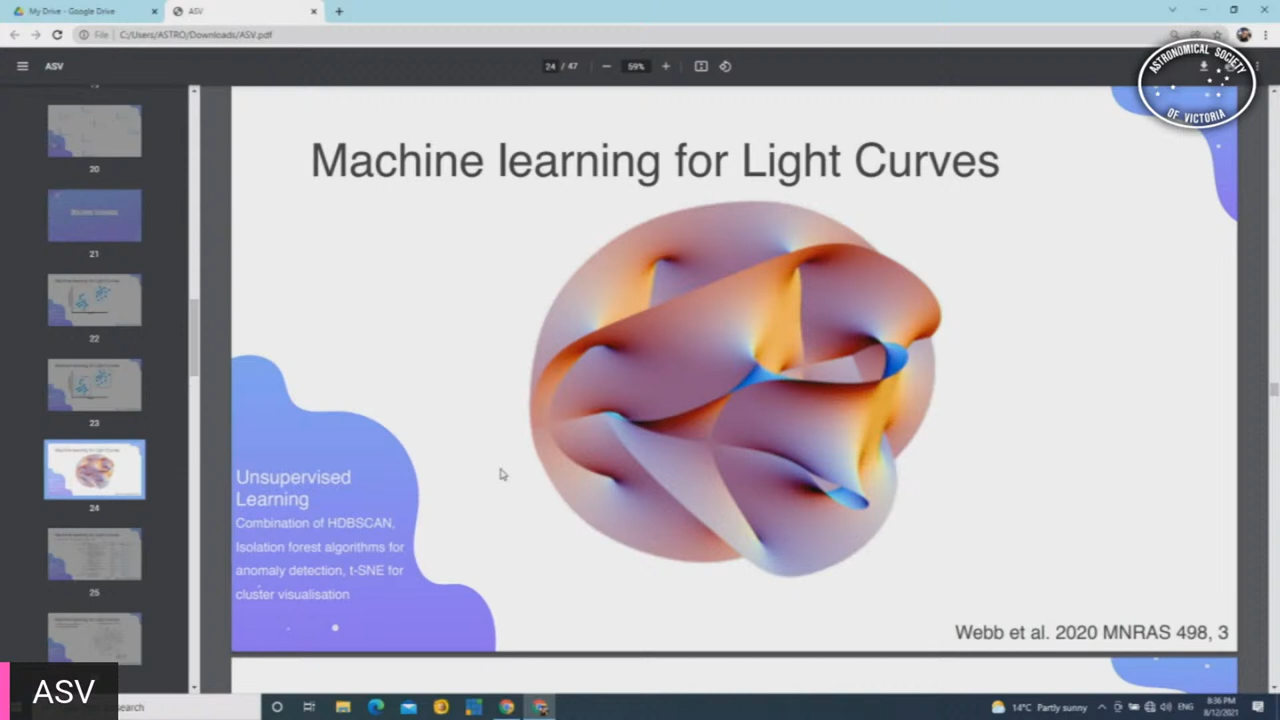 My Drive - Google Drive
ASV
File
C:/Users/ASTRO/Downloads/ASV.pdf
ASV
24 / 47
59%
ASTRONOMICAL SOCIETY
OF VICTORIA
20
21
22
23
24
25
Machine learning for Light Curves
Unsupervised
Learning
Combination of HDBSCAN,
Isolation forest algorithms for
anomaly detection, t-SNE for
cluster visualisation
Webb et al. 2020 MNRAS 498, 3
ASV
search
14°C Partly sunny
ENG
8:36 PM
8/12/2021